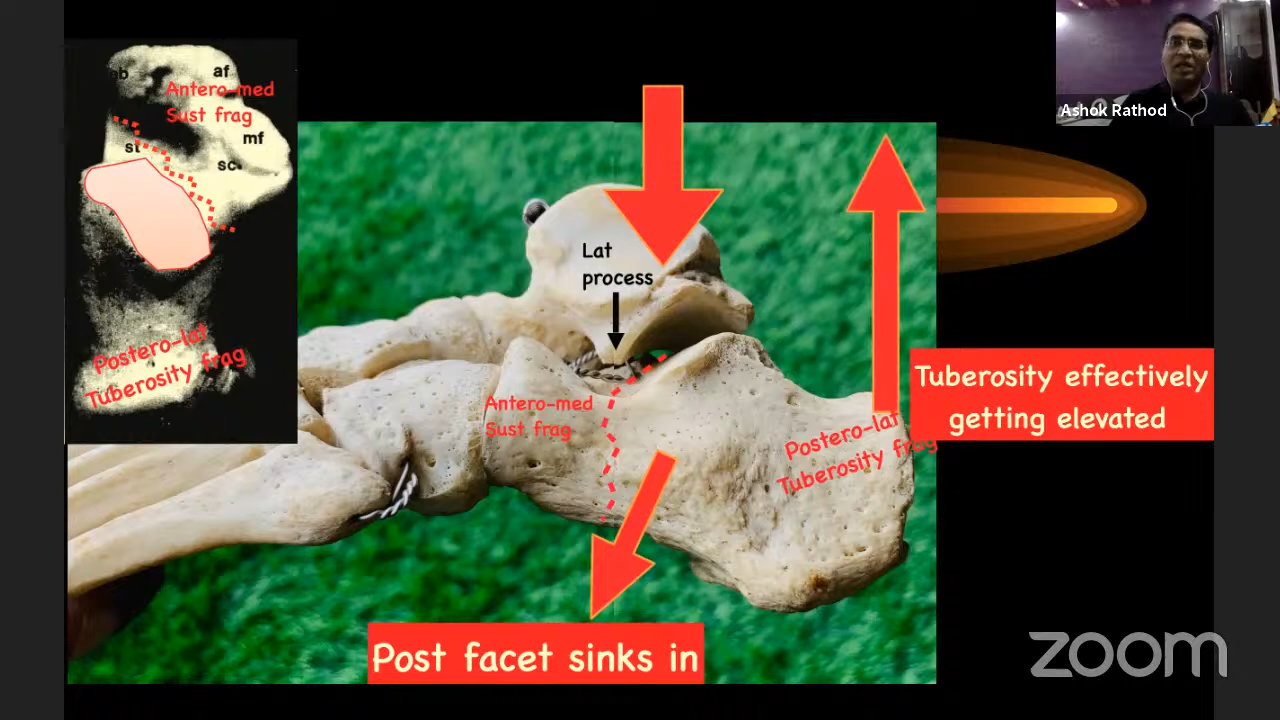 af
Antero-med
Sust frag
mf
st
sc
Postero-lat
Tuberosity frag
Ashok Rathod
Lat
process
Antero-med
Sust frag
Postero-lat
Tuberosity frag
Tuberosity effectively
getting elevated
Post facet sinks in
zoom